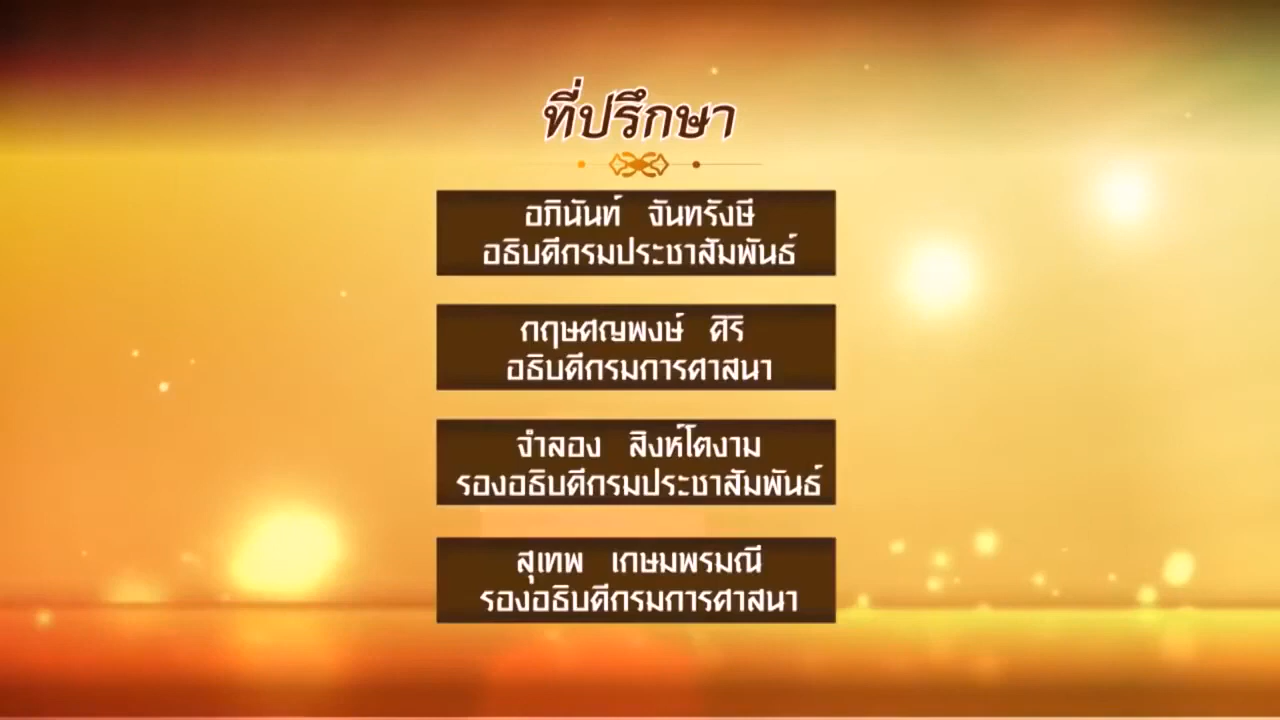 ที่ปรึกษา
อภินันท์ จันทรังษี
อธิบดีกรมประชาสัมพันธ์
กฤษศญพงษ์ ศิริ
อธิบดีกรมการศาสนา
จำลอง สิงห์โตงาม
รองอธิบดีกรมประชาสัมพันธ์
สุเทพ เกษมพรมณี
รองอธิบดีกรมการศาสนา